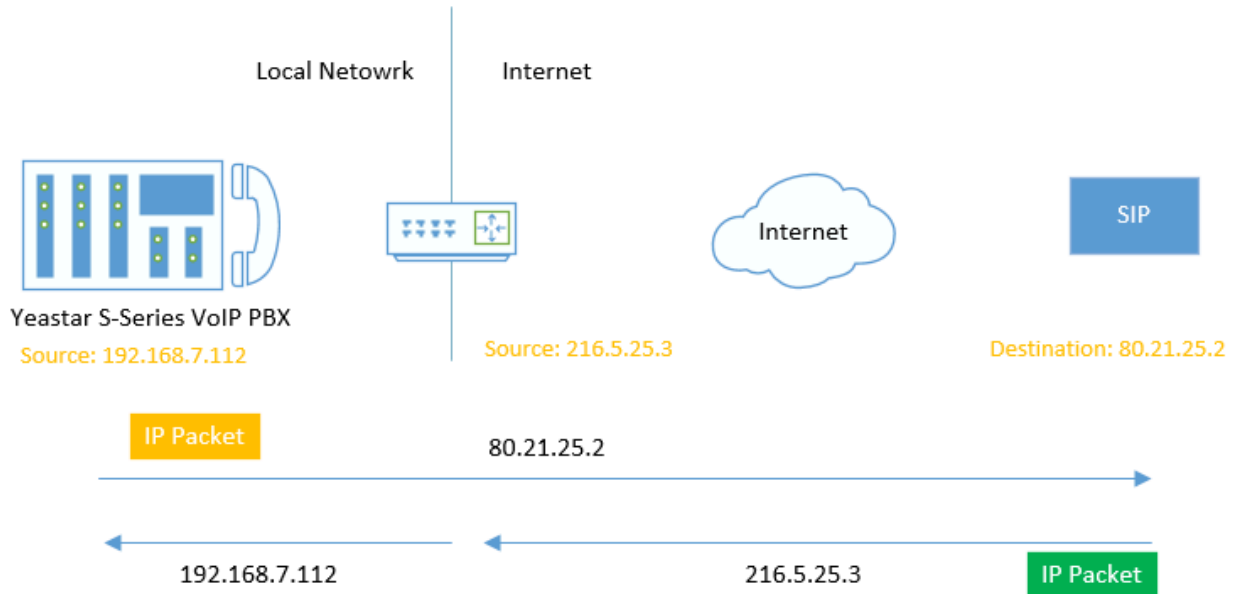 Local Netowrk
Internet
Internet
SIP
Yeastar S-Series VoIP PBX
Source: 192.168.7.112
Source: 216.5.25.3
Destination: 80.21.25.2
IP Packet
80.21.25.2
192.168.7.112
216.5.25.3
IP Packet